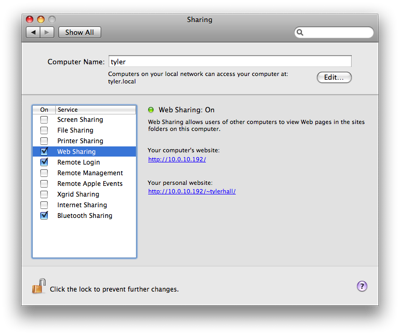 Sharing
Show All
Computer Name: tyler
Computers on your local network can access your computer at:
tyler.local
Edit...
On Service
Screen Sharing
File Sharing
Printer Sharing
Web Sharing
Remote Login
Remote Management
Remote Apple Events
Xgrid Sharing
Internet Sharing
Bluetooth Sharing
Web Sharing: On
Web Sharing allows users of other computers to view Web pages in the sites
folders on this computer.
Your computer's website:
http://10.0.10.192/
Your personal website:
http://10.0.10.192/~tylerhall/
Click the lock to prevent further changes.
?